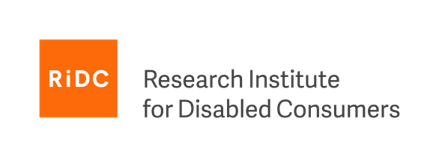 RiDC
Research Institute
for Disabled Consumers